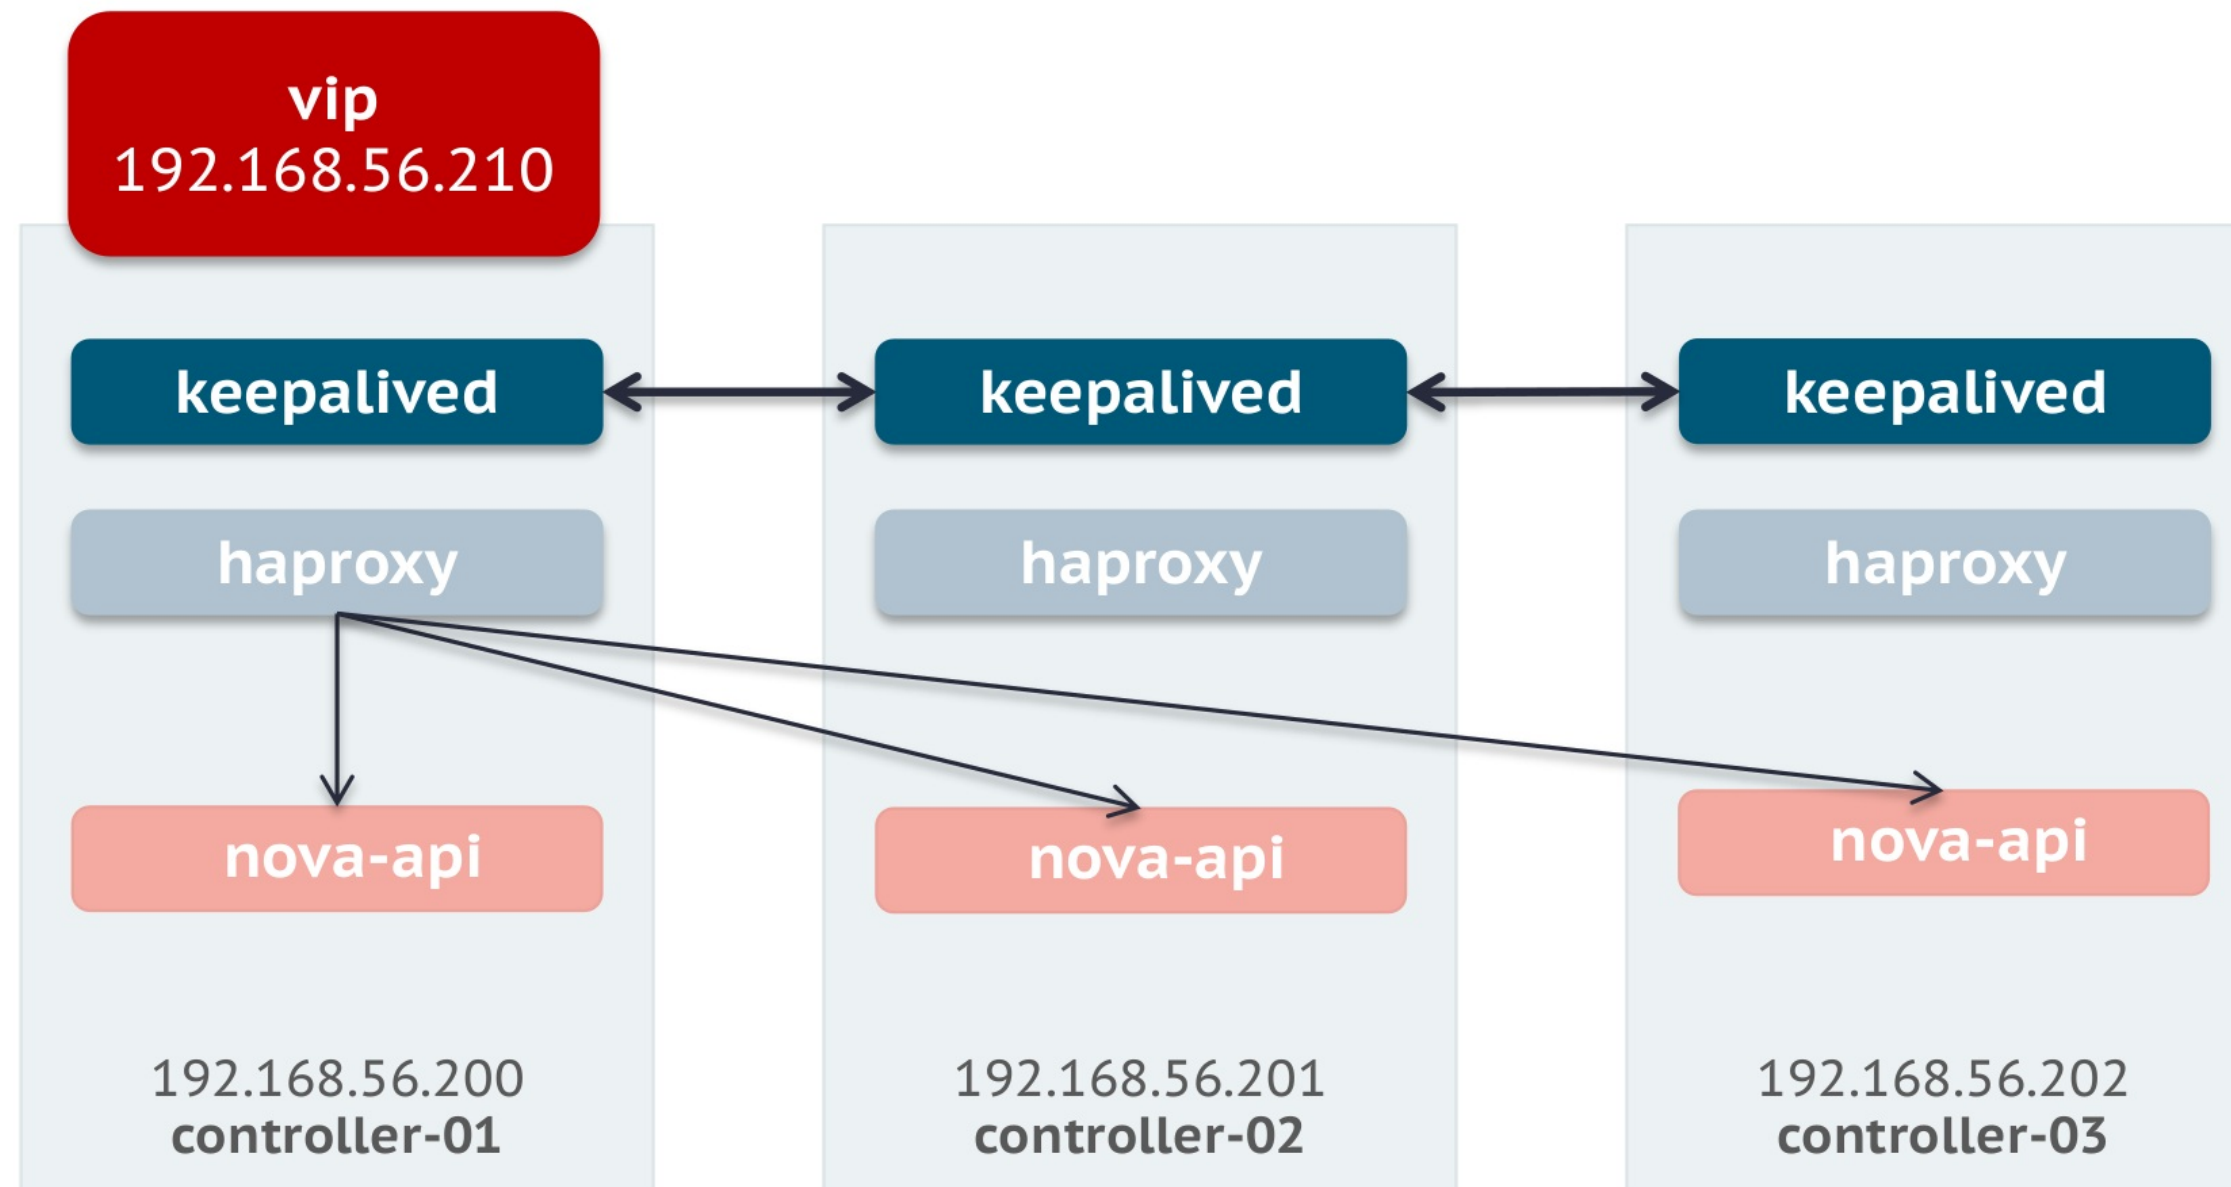 vip
192.168.56.210
keepalived
keepalived
keepalived
haproxy
haproxy
haproxy
nova-api
nova-api
nova-api
192.168.56.200
controller-01
192.168.56.201
controller-02
192.168.56.202
controller-03